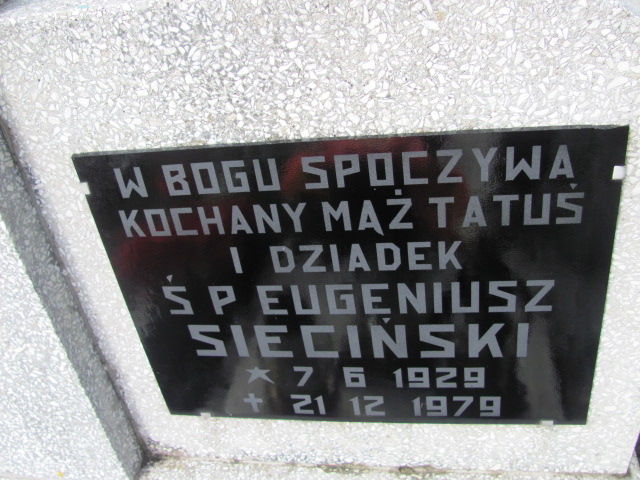 W BOGU SPOCZYWA
KOCHANY MĄŻ TATUŚ
I DZIADEK
Ś P EUGENIUSZ
SIECIŃSKI
★ 7 6 1929
+ 21 12 1979